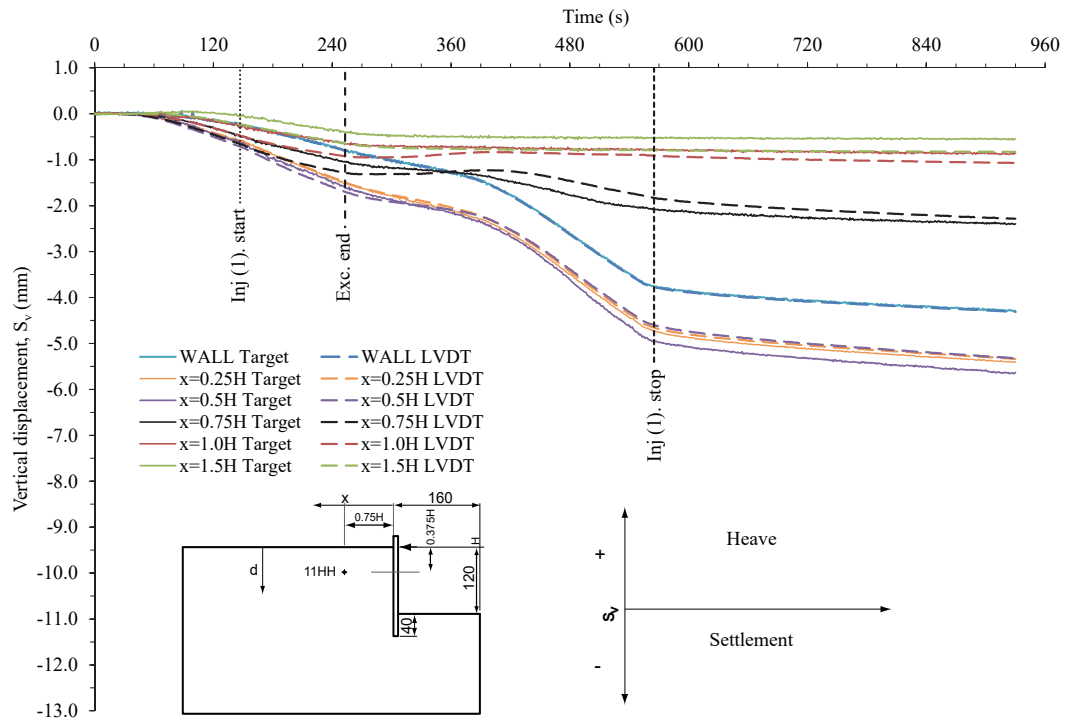 Time (s)
0 120 240 360 480 600 720 840 960
1.0
0.0
-1.0
-2.0
-3.0
-4.0
-5.0
-6.0
-7.0
-8.0
-9.0
-10.0
-11.0
-12.0
-13.0
Vertical displacement, Sv (mm)
Inj (1). start
Exc. end
Inj (1). stop
WALL Target WALL LVDT
x=0.25H Target x=0.25H LVDT
x=0.5H Target x=0.5H LVDT
x=0.75H Target x=0.75H LVDT
x=1.0H Target x=1.0H LVDT
x=1.5H Target x=1.5H LVDT
x 160
0.75H
0.375H
H
d
11HH
120
40
+
Heave
Sv
Settlement
-